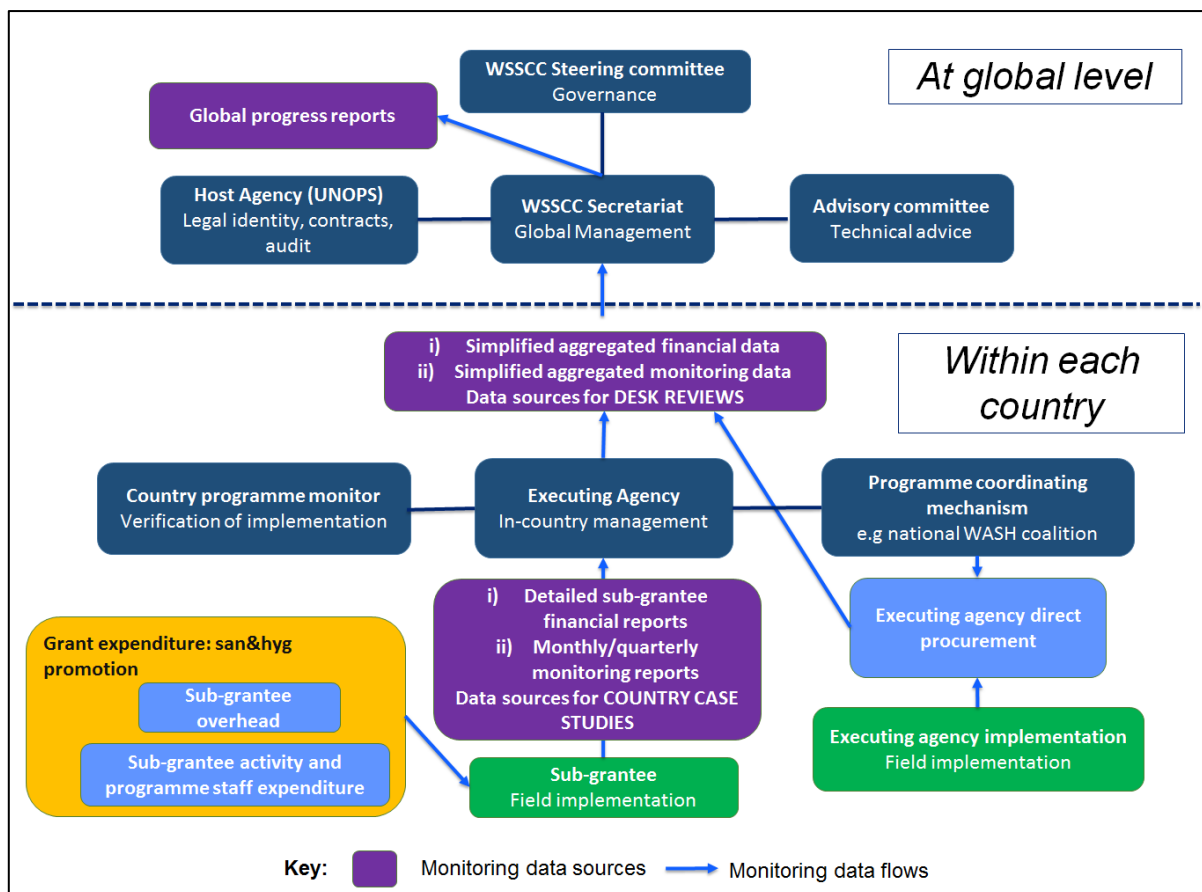 WSSCC Steering committee
Governance
At global level
Global progress reports
Host Agency (UNOPS)
Legal identity, contracts,
audit
WSSCC Secretariat
Global Management
Advisory committee
Technical advice
i) Simplified aggregated financial data
ii) Simplified aggregated monitoring data
Data sources for DESK REVIEWS
Within each
country
Country programme monitor
Verification of implementation
Executing Agency
In-country management
Programme coordinating
mechanism
e.g national WASH coalition
i) Detailed sub-grantee
financial reports
ii) Monthly/quarterly
monitoring reports
Data sources for COUNTRY CASE
STUDIES
Executing agency direct
procurement
Grant expenditure: san&hyg
promotion
Sub-grantee
overhead
Sub-grantee activity and
programme staff expenditure
Sub-grantee
Field implementation
Executing agency implementation
Field implementation
Key: Monitoring data sources Monitoring data flows